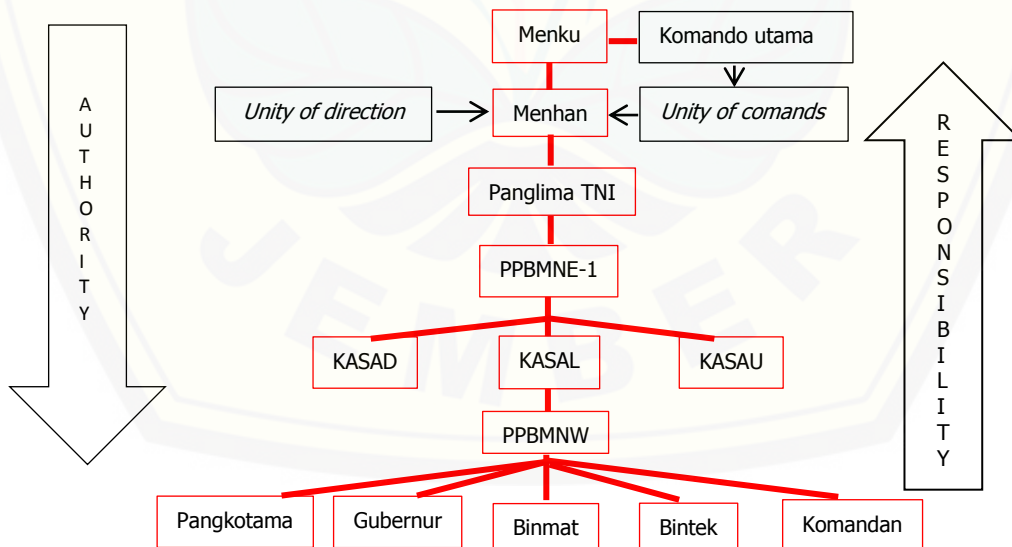 Menku
Komando utama
Unity of direction
Menhan
Unity of comands
Panglima TNI
PPBMNE-1
KASAD
KASAL
KASAU
PPBMNW
Pangkotama
Gubernur
Binmat
Bintek
Komandan
A
U
T
H
O
R
I
T
Y
R
E
S
P
O
N
S
I
B
I
L
I
T
Y
JEMBER